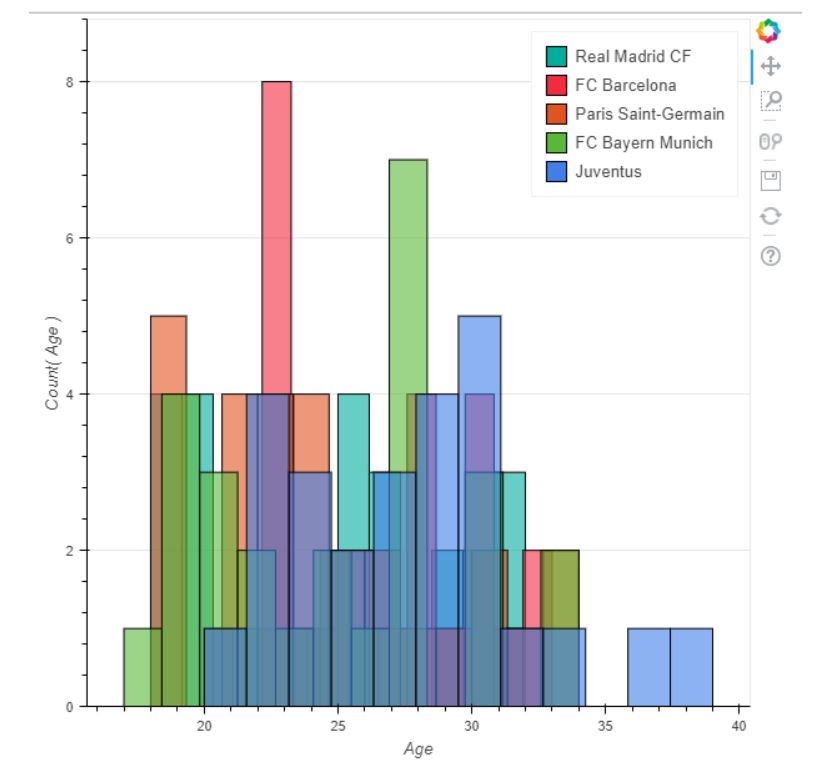 Real Madrid CF
FC Barcelona
Paris Saint-Germain
FC Bayern Munich
Juventus
8
6
4
2
0
Count( Age )
20 25 30 35 40
Age